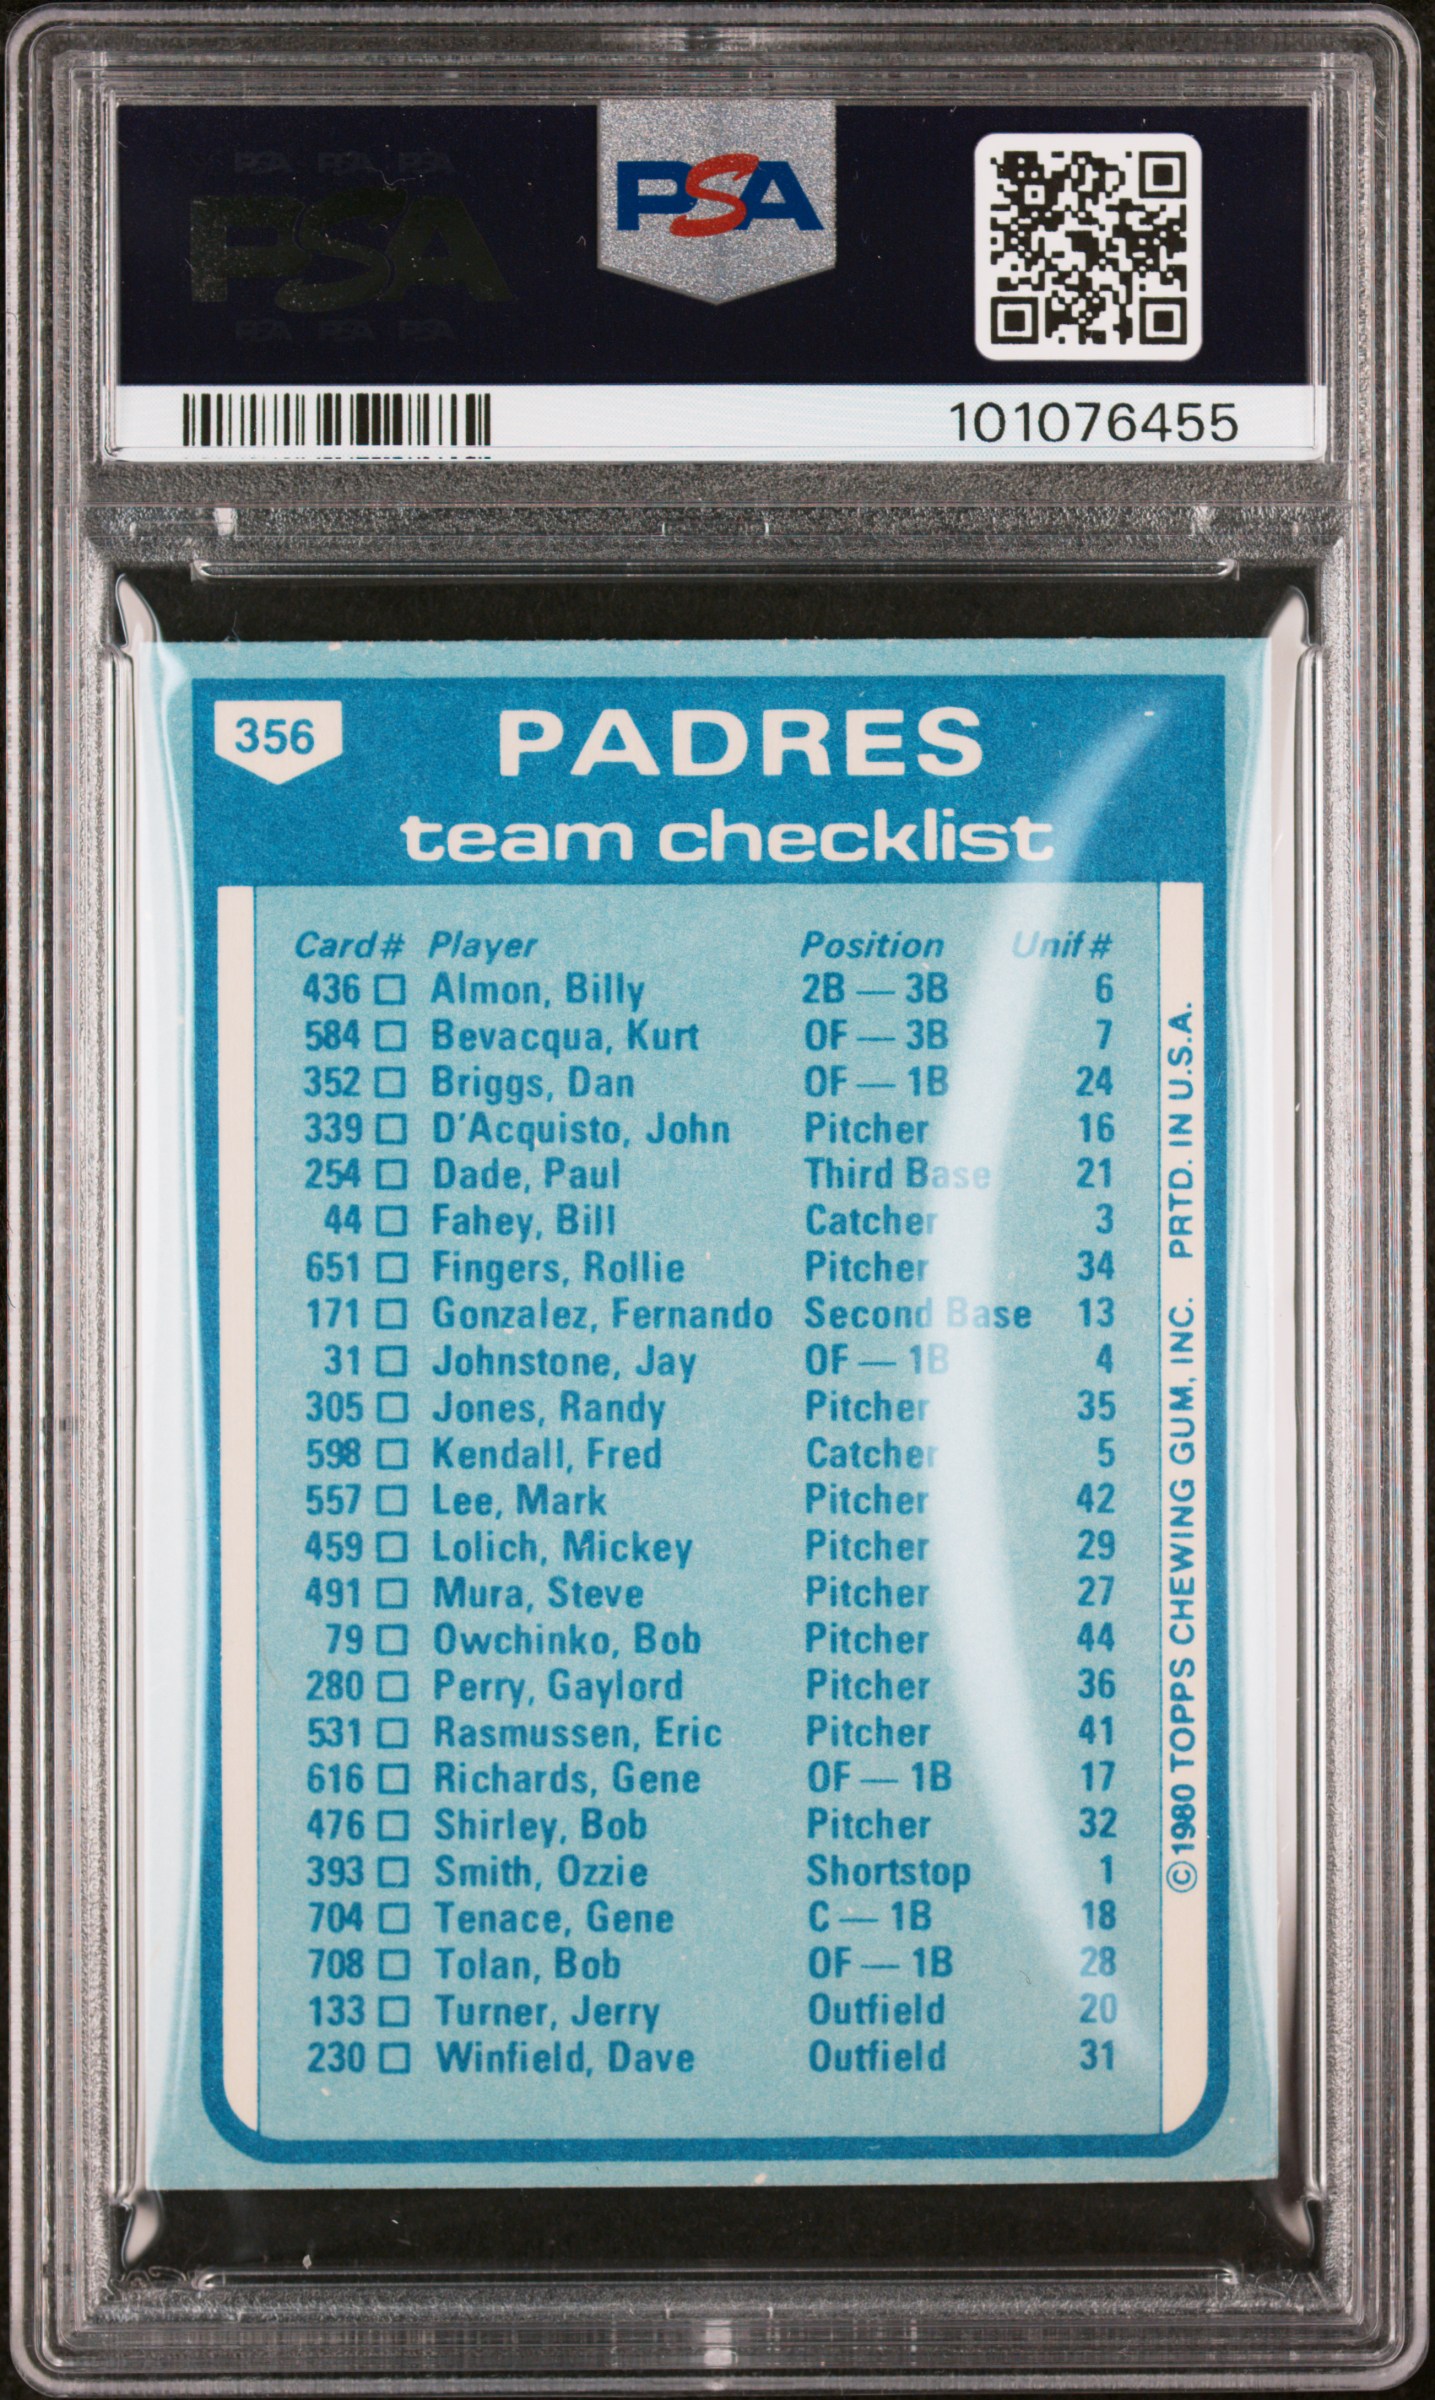 PSA PSA PSA
PSA
PSA PSA PSA
PSA
101076455
356
PADRES
team checklist
Card # Player Position Unif #
436 Almon, Billy 2B — 3B 6
584 Bevacqua, Kurt OF — 3B 7
352 Briggs, Dan OF — 1B 24
339 D'Acquisto, John Pitcher 16
254 Dade, Paul Third Base 21
44 Fahey, Bill Catcher 3
651 Fingers, Rollie Pitcher 34
171 Gonzalez, Fernando Second Base 13
31 Johnstone, Jay OF — 1B 4
305 Jones, Randy Pitcher 35
598 Kendall, Fred Catcher 5
557 Lee, Mark Pitcher 42
459 Lolich, Mickey Pitcher 29
491 Mura, Steve Pitcher 27
79 Owchinko, Bob Pitcher 44
280 Perry, Gaylord Pitcher 36
531 Rasmussen, Eric Pitcher 41
616 Richards, Gene OF — 1B 17
476 Shirley, Bob Pitcher 32
393 Smith, Ozzie Shortstop 1
704 Tenace, Gene C — 1B 18
708 Tolan, Bob OF — 1B 28
133 Turner, Jerry Outfield 20
230 Winfield, Dave Outfield 31
©1980 TOPPS CHEWING GUM, INC. PRTD. IN U.S.A.